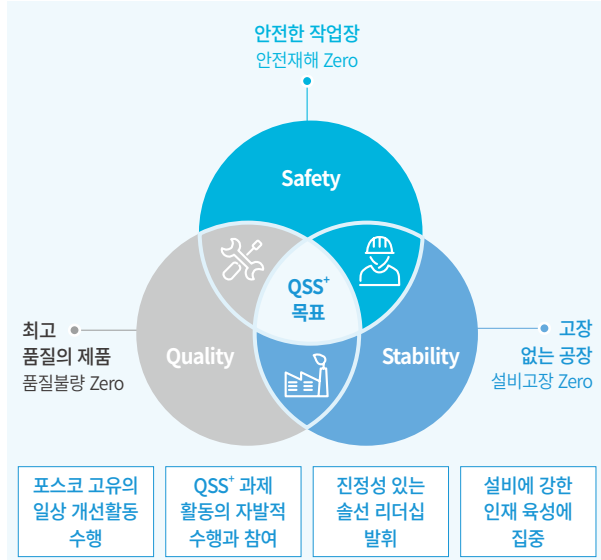 안전한 작업장
안전재해 Zero
Safety
QSS⁺
목표
최고
품질의 제품
품질불량 Zero
Quality
Stability
고장
없는 공장
설비고장 Zero
포스코 고유의
일상 개선활동
수행
QSS⁺ 과제
활동의 자발적
수행과 참여
진정성 있는
솔선 리더십
발휘
설비에 강한
인재 육성에
집중